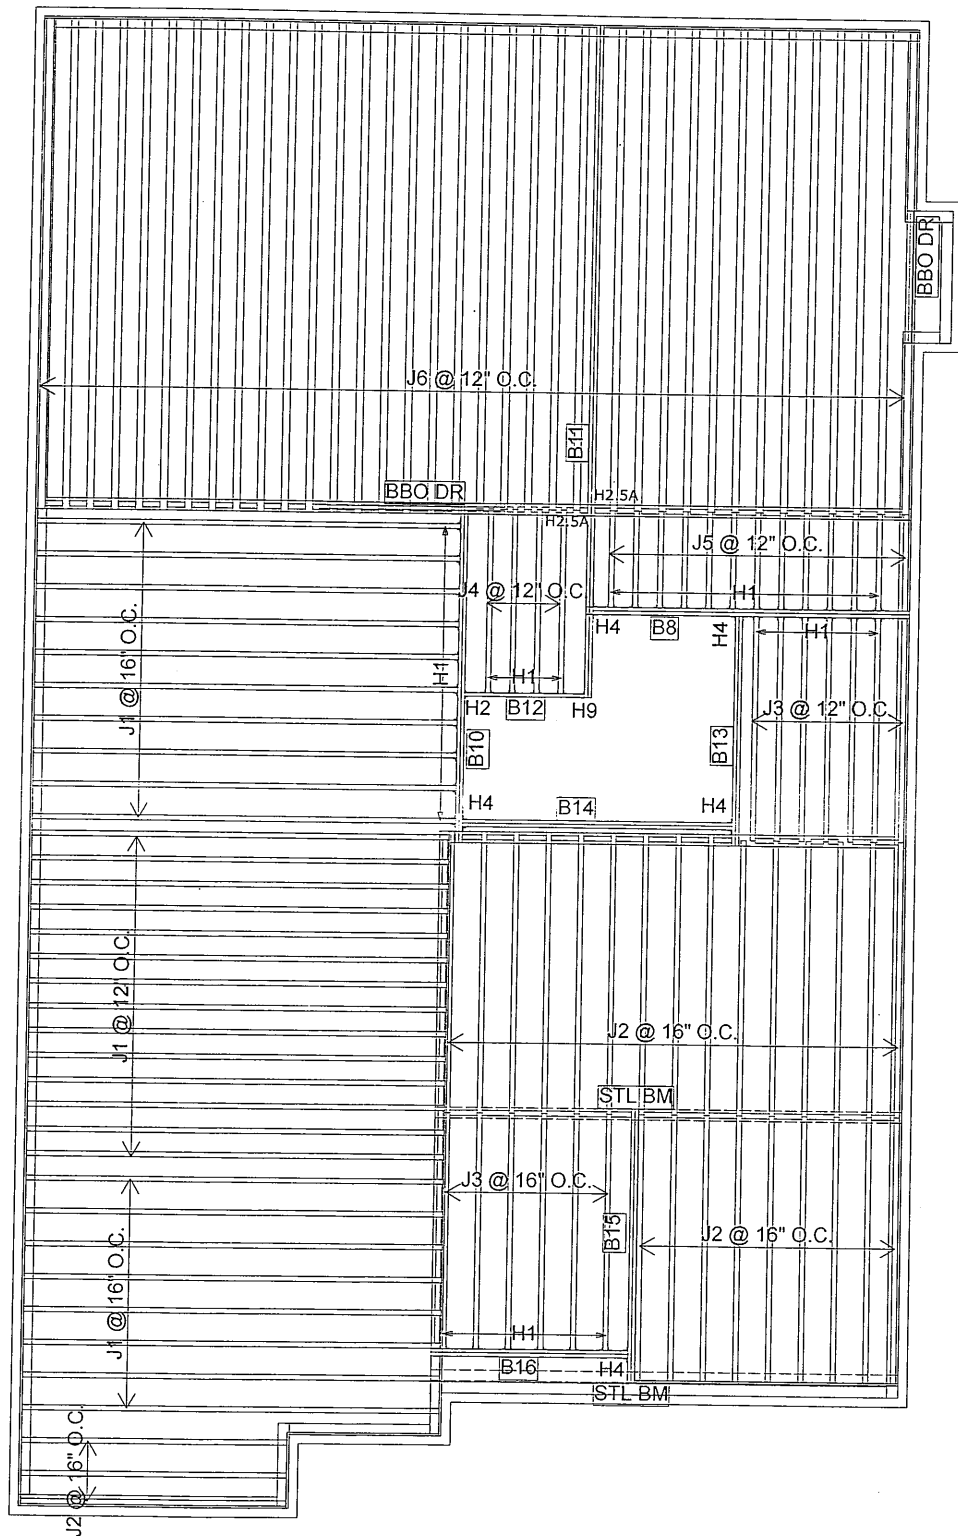 BBO DR
J6 @ 12" O.C.
B11
BBO DR
H2.5A
H2.5A
J5 @ 12" O.C.
J4 @ 12" O.C
H1
J1 @ 16" O.C.
H1
H4
B8
H4
H1
H1
H2
B12
H9
J3 @ 12" O.C
B10
B13
H4
B14
H4
J1 @ 12" O.C.
J2 @ 16" O.C.
STL BM
J3 @ 16" O.C.
B15
J2 @ 16" O.C.
J1 @ 16" O.C.
H1
B16
H4
STL BM
J2 @ 16" O.C.